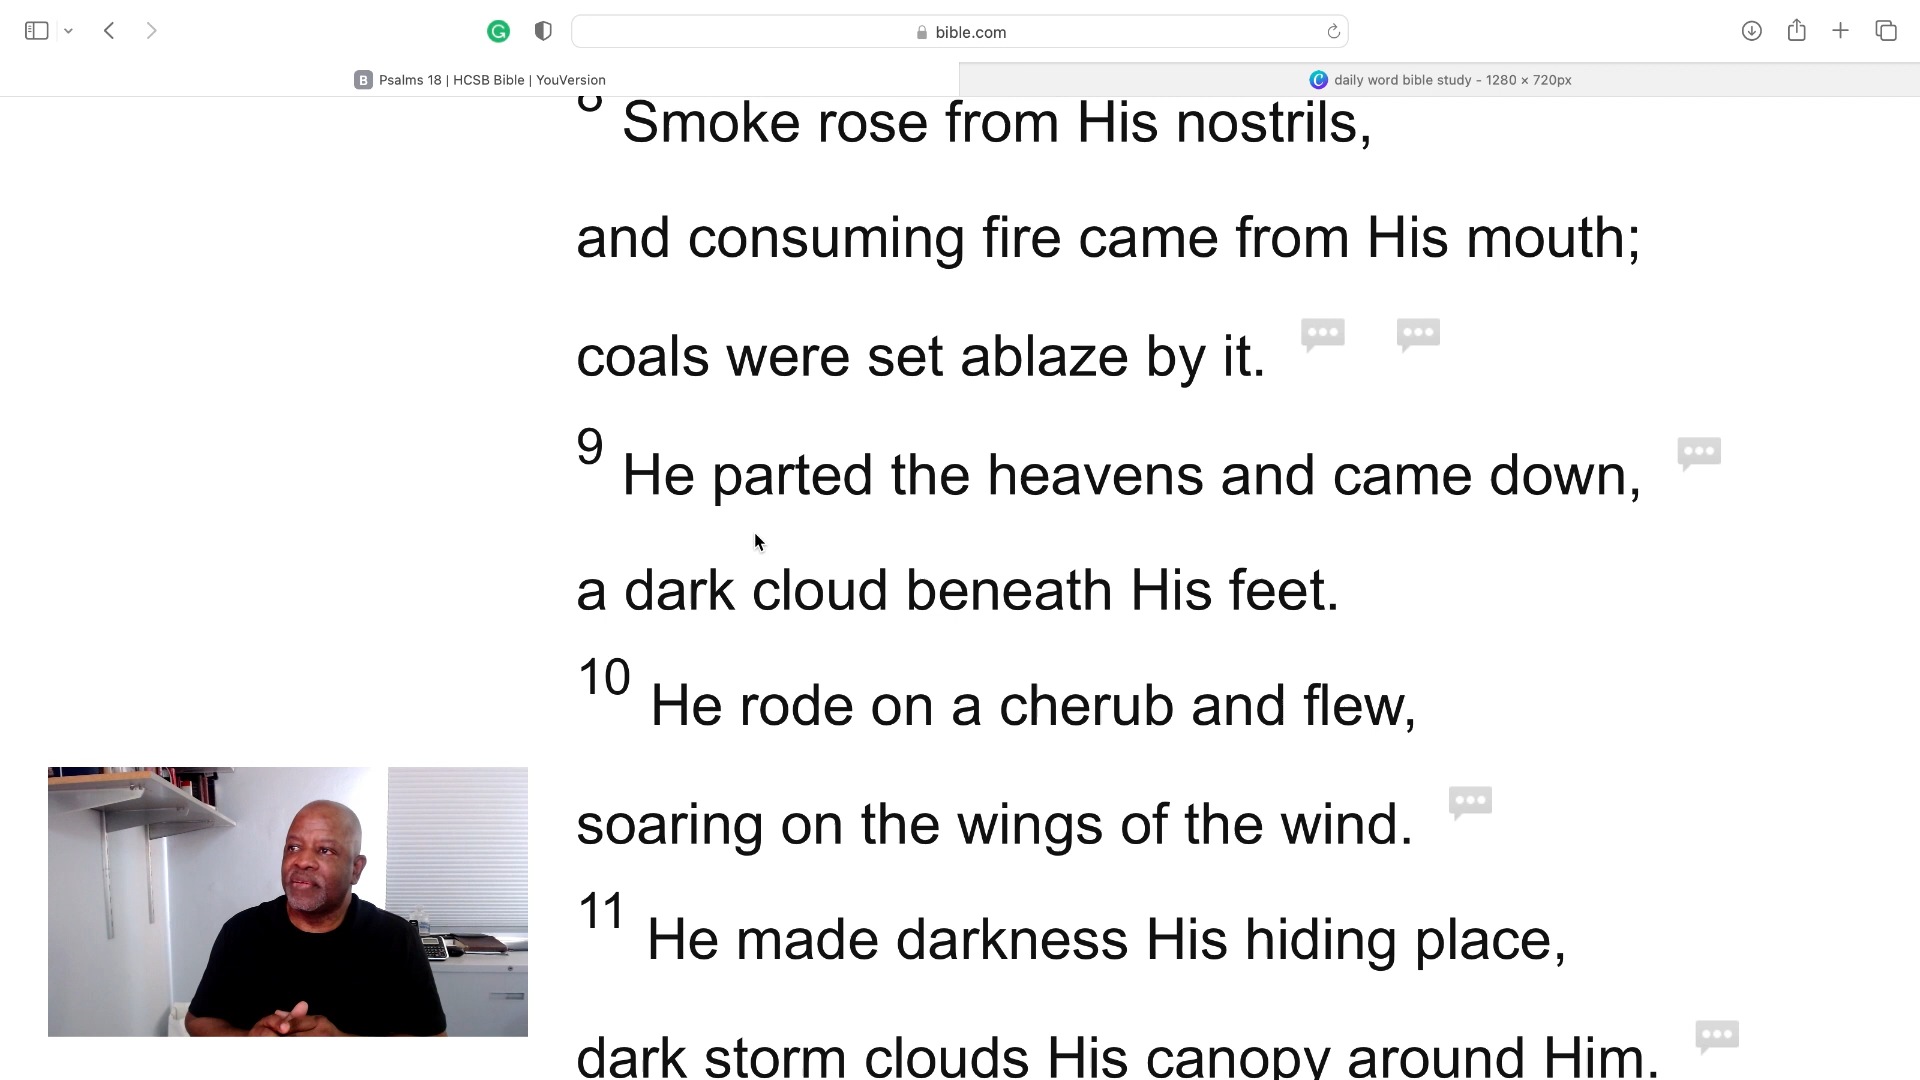 bible.com
Psalms 18 | HCSB Bible | YouVersion
daily word bible study - 1280 × 720px
8 Smoke rose from His nostrils,
and consuming fire came from His mouth;
coals were set ablaze by it.
9 He parted the heavens and came down,
a dark cloud beneath His feet.
10 He rode on a cherub and flew,
soaring on the wings of the wind.
11 He made darkness His hiding place,
dark storm clouds His canopy around Him.